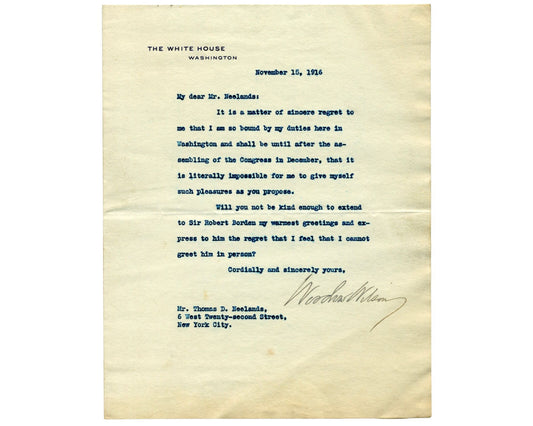 THE WHITE HOUSE
WASHINGTON
November 15, 1916
My dear Mr. Neelands:
It is a matter of sincere regret to
me that I am so bound by my duties here in
Washington and shall be until after the as-
sembling of the Congress in December, that it
is literally impossible for me to give myself
such pleasures as you propose.
Will you not be kind enough to extend
to Sir Robert Borden my warmest greetings and ex-
press to him the regret that I feel that I cannot
greet him in person?
Cordially and sincerely yours,
Woodrow Wilson
Mr. Thomas D. Neelands,
6 West Twenty-second Street,
New York City.